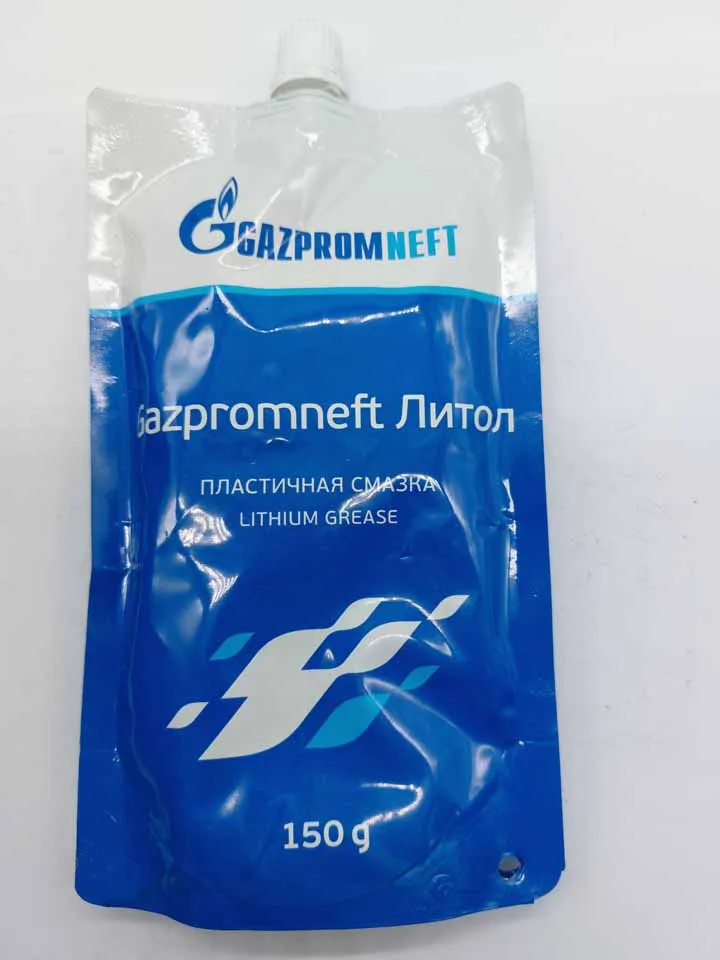 GAZPROMNEFT
Gazpromneft Литол
ПЛАСТИЧНАЯ СМАЗКА
LITHIUM GREASE
150 g